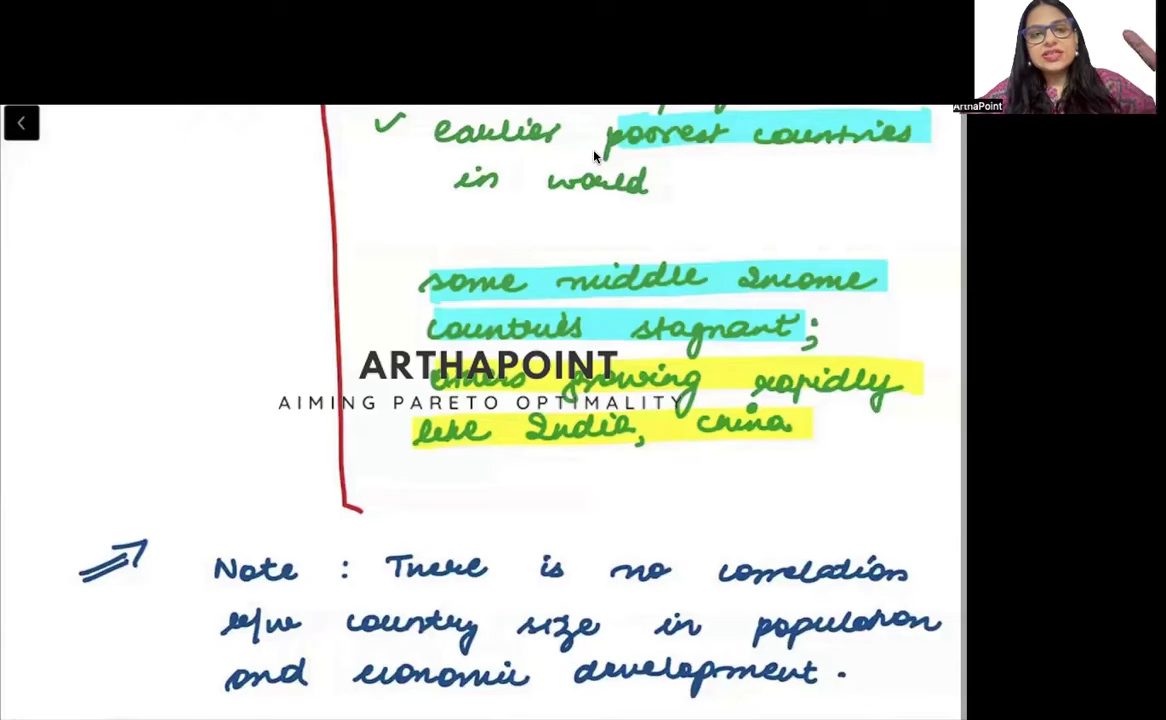 ArthaPoint
✓ earlier poorest countries
in world
some middle Income
countries stagnant;
others growing rapidly
like India, china
ARTHAPOINT
AIMING PARETO OPTIMALITY
⇒ Note : There is no correlation
b/w country size in population
and economic development.